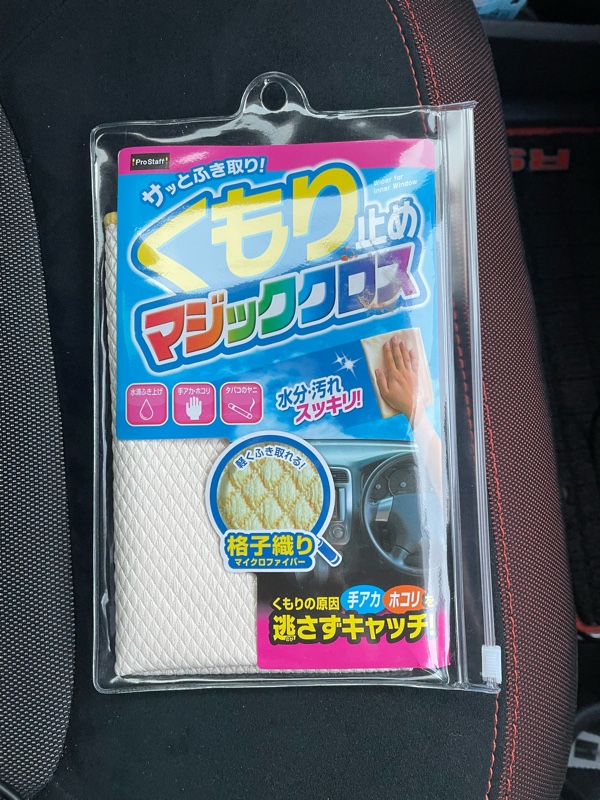 ProStaff
サッとふき取り!
くもり止め
Wiper for
Inner Window
マジッククロス
水滴ふき上げ
手アカ・ホコリ
タバコのヤニ
水分・汚れ
スッキリ!
軽くふき取れる!
格子織り
マイクロファイバー
くもりの原因 手アカ ホコリ を
逃さずキャッチ!